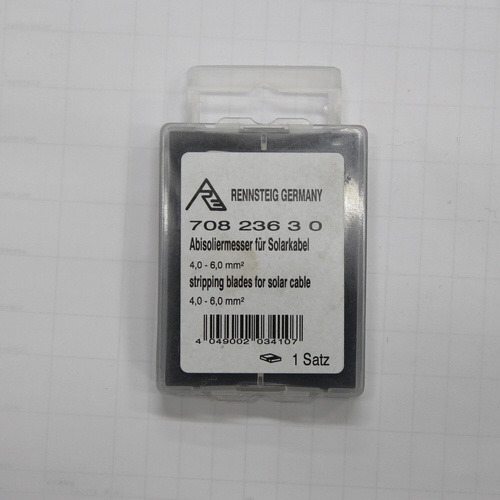 RENNSTEIG GERMANY
708 236 3 0
Abisoliermesser für Solarkabel
4,0 - 6,0 mm²
stripping blades for solar cable
4,0 - 6,0 mm²
4 049002 034107
1 Satz